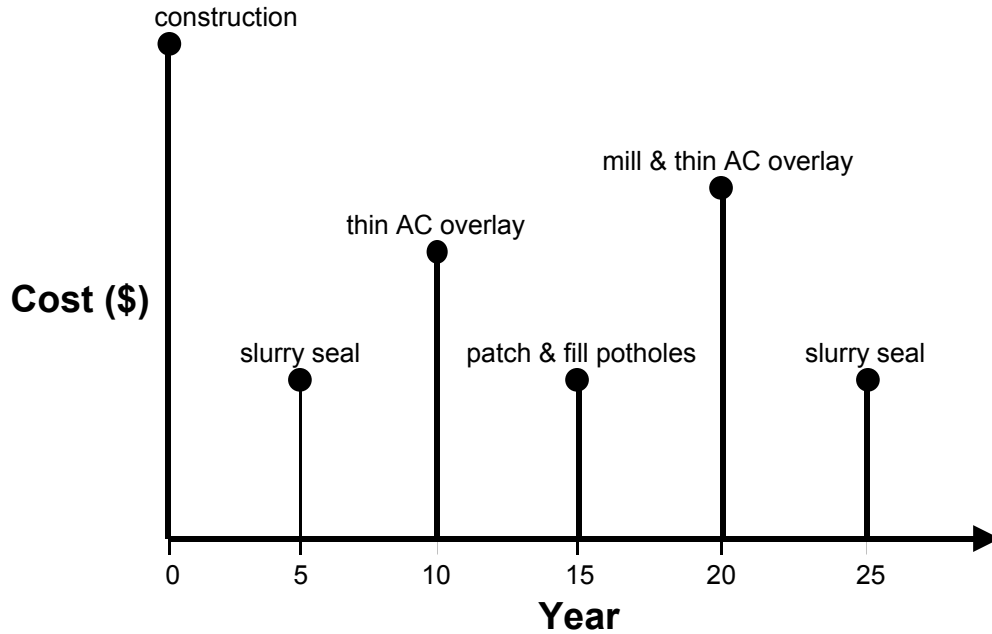 construction
mill & thin AC overlay
thin AC overlay
Cost ($)
slurry seal
patch & fill potholes
slurry seal
0
5
10
15
20
25
Year